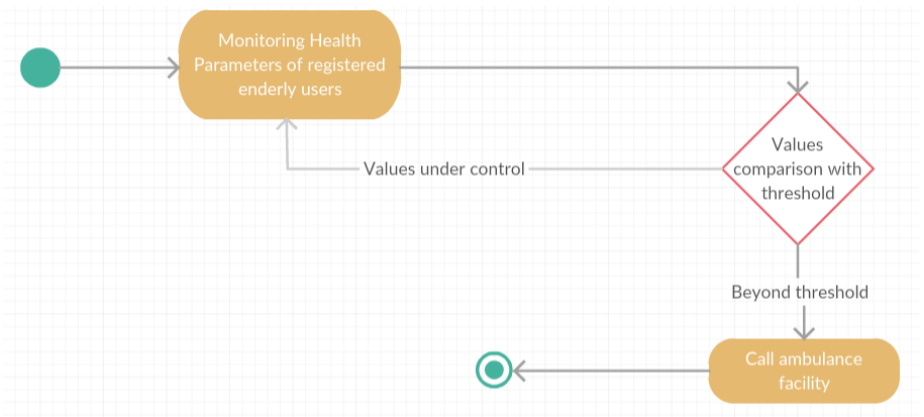 Monitoring Health
Parameters of registered
enderly users
Values
comparison with
threshold
Values under control
Beyond threshold
Call ambulance
facility